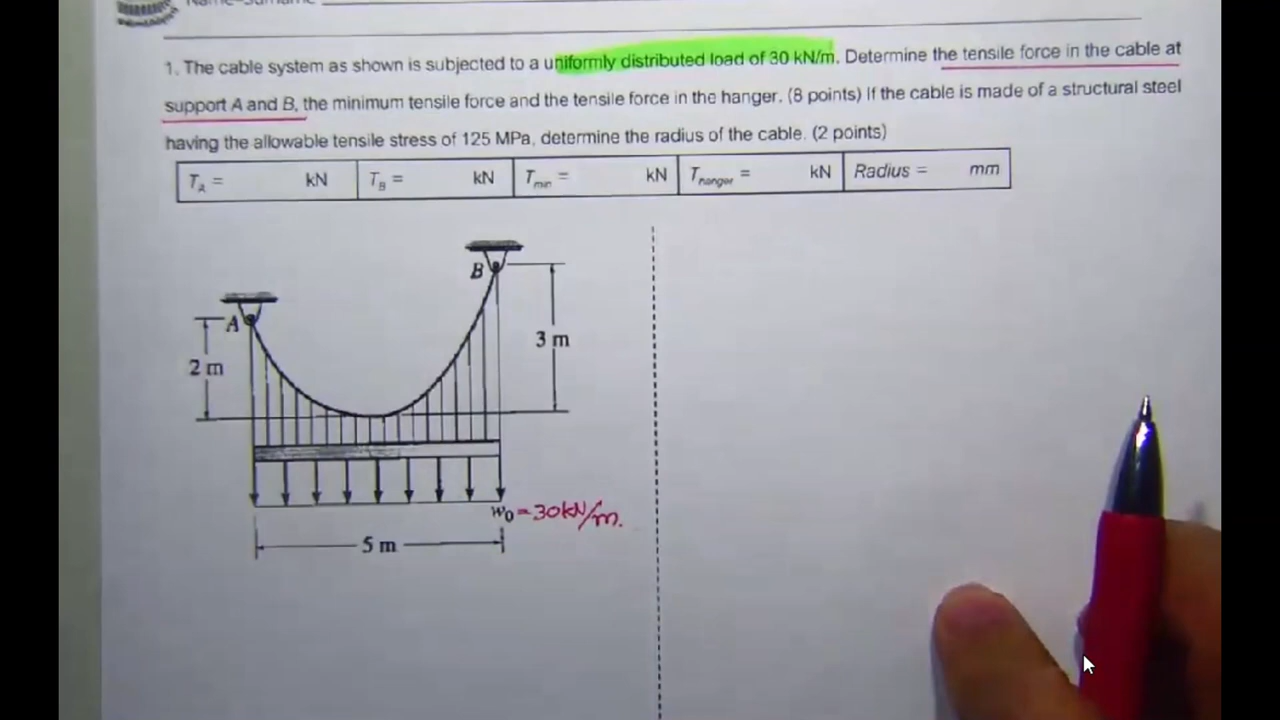 1. The cable system as shown is subjected to a uniformly distributed load of 30 kN/m. Determine the tensile force in the cable at
support A and B, the minimum tensile force and the tensile force in the hanger. (8 points) If the cable is made of a structural steel
having the allowable tensile stress of 125 MPa, determine the radius of the cable. (2 points)
T_A = kN T_B = kN T_min = kN T_hanger = kN Radius = mm
B
A
3 m
2 m
w0 = 30 kN/m.
5 m